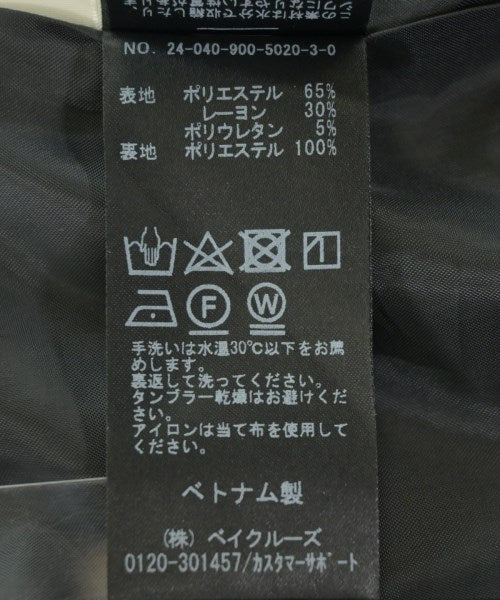 NO. 24-040-900-5020-3-0
表地 ポリエステル 65%
レーヨン 30%
ポリウレタン 5%
裏地 ポリエステル 100%
F
W
手洗いは水温30℃以下をお薦
めします。
裏返して洗ってください。
タンブラー乾燥はお避けくださ
い。
アイロンは当て布を使用して
ください。
ベトナム製
(株) ベイクルーズ
0120-301457/カスタマーサポート